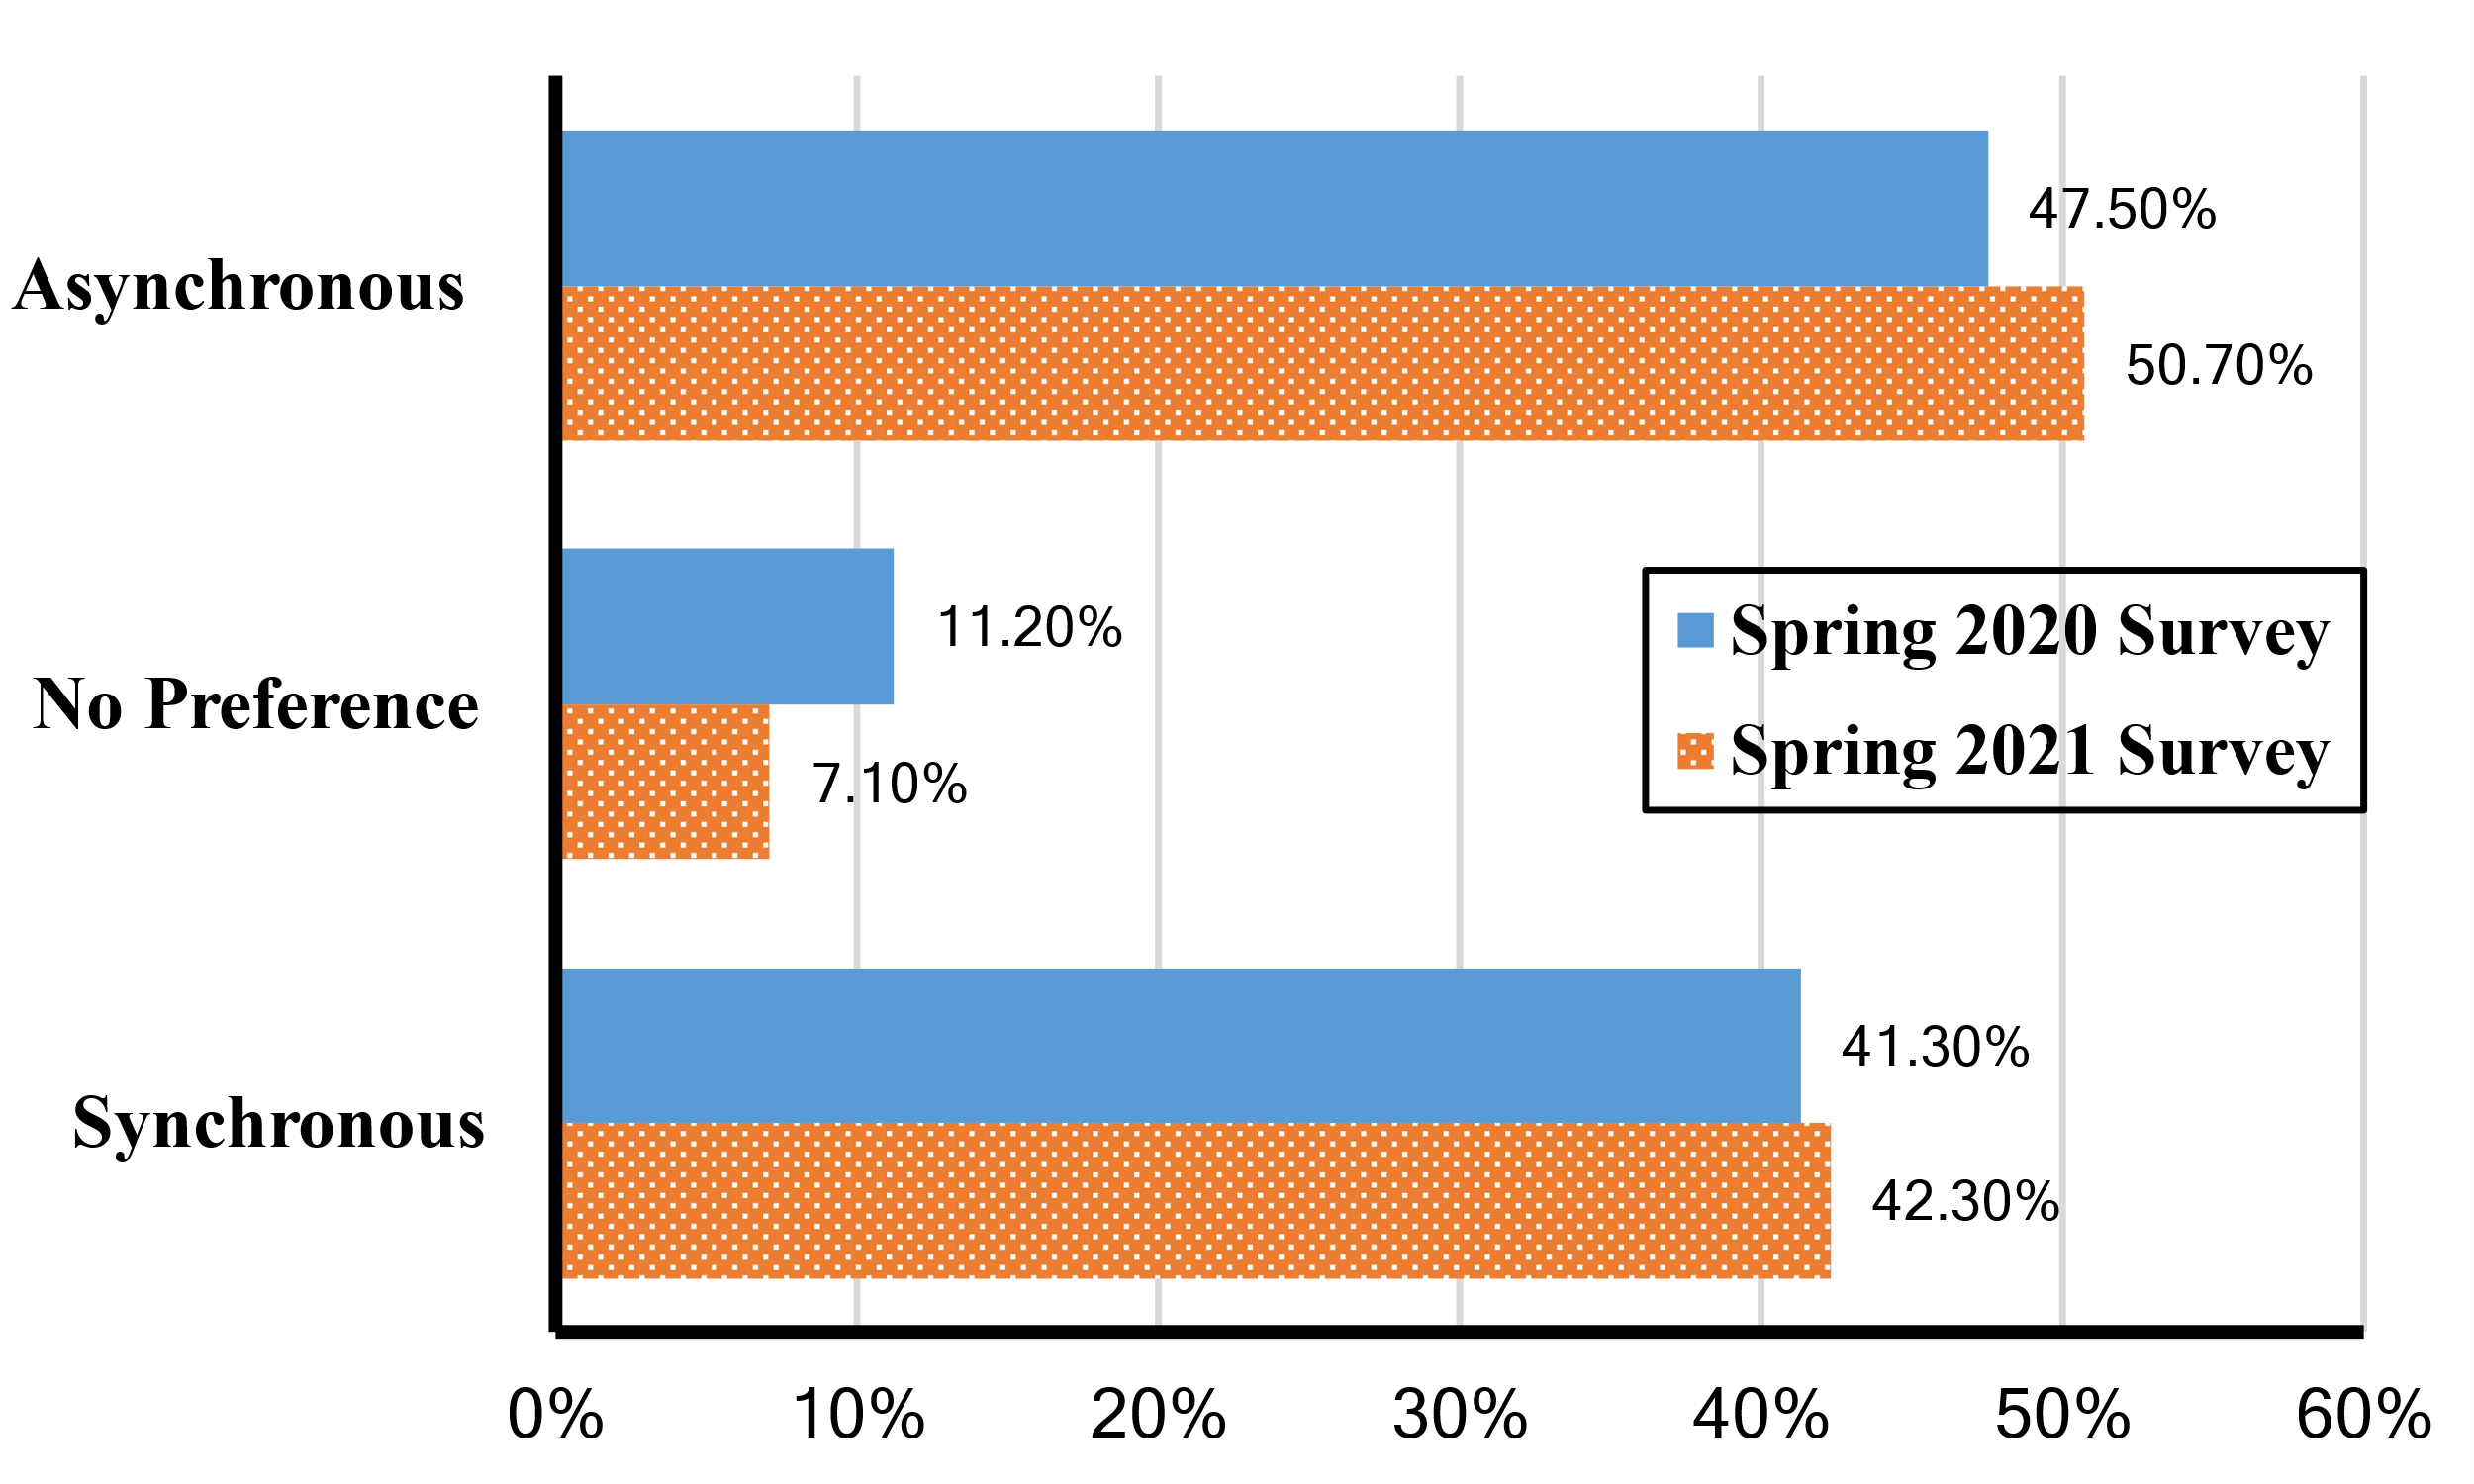 Asynchronous
47.50%
50.70%
No Preference
11.20%
7.10%
Spring 2020 Survey
Spring 2021 Survey
Synchronous
41.30%
42.30%
0% 10% 20% 30% 40% 50% 60%